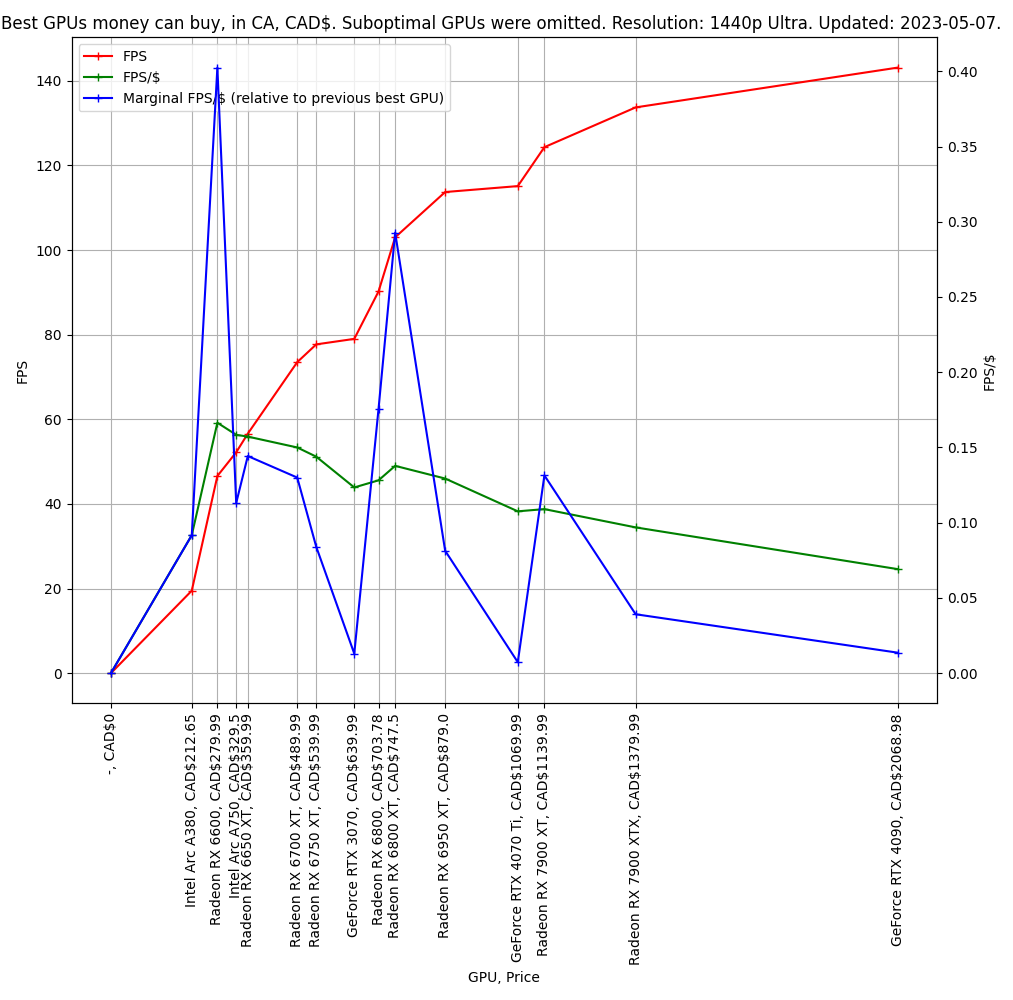 Best GPUs money can buy, in CA, CAD$. Suboptimal GPUs were omitted. Resolution: 1440p Ultra. Updated: 2023-05-07.
FPS
FPS/$
Marginal FPS/$ (relative to previous best GPU)
140
120
100
80
60
40
20
0
FPS
0.40
0.35
0.30
0.25
0.20
0.15
0.10
0.05
0.00
FPS/$
-, CAD$0
Intel Arc A380, CAD$212.65
Radeon RX 6600, CAD$279.99
Intel Arc A750, CAD$329.5
Radeon RX 6650 XT, CAD$359.99
Radeon RX 6700 XT, CAD$489.99
Radeon RX 6750 XT, CAD$539.99
GeForce RTX 3070, CAD$639.99
Radeon RX 6800, CAD$703.78
Radeon RX 6800 XT, CAD$747.5
Radeon RX 6950 XT, CAD$879.0
GeForce RTX 4070 Ti, CAD$1069.99
Radeon RX 7900 XT, CAD$1139.99
Radeon RX 7900 XTX, CAD$1379.99
GeForce RTX 4090, CAD$2068.98
GPU, Price